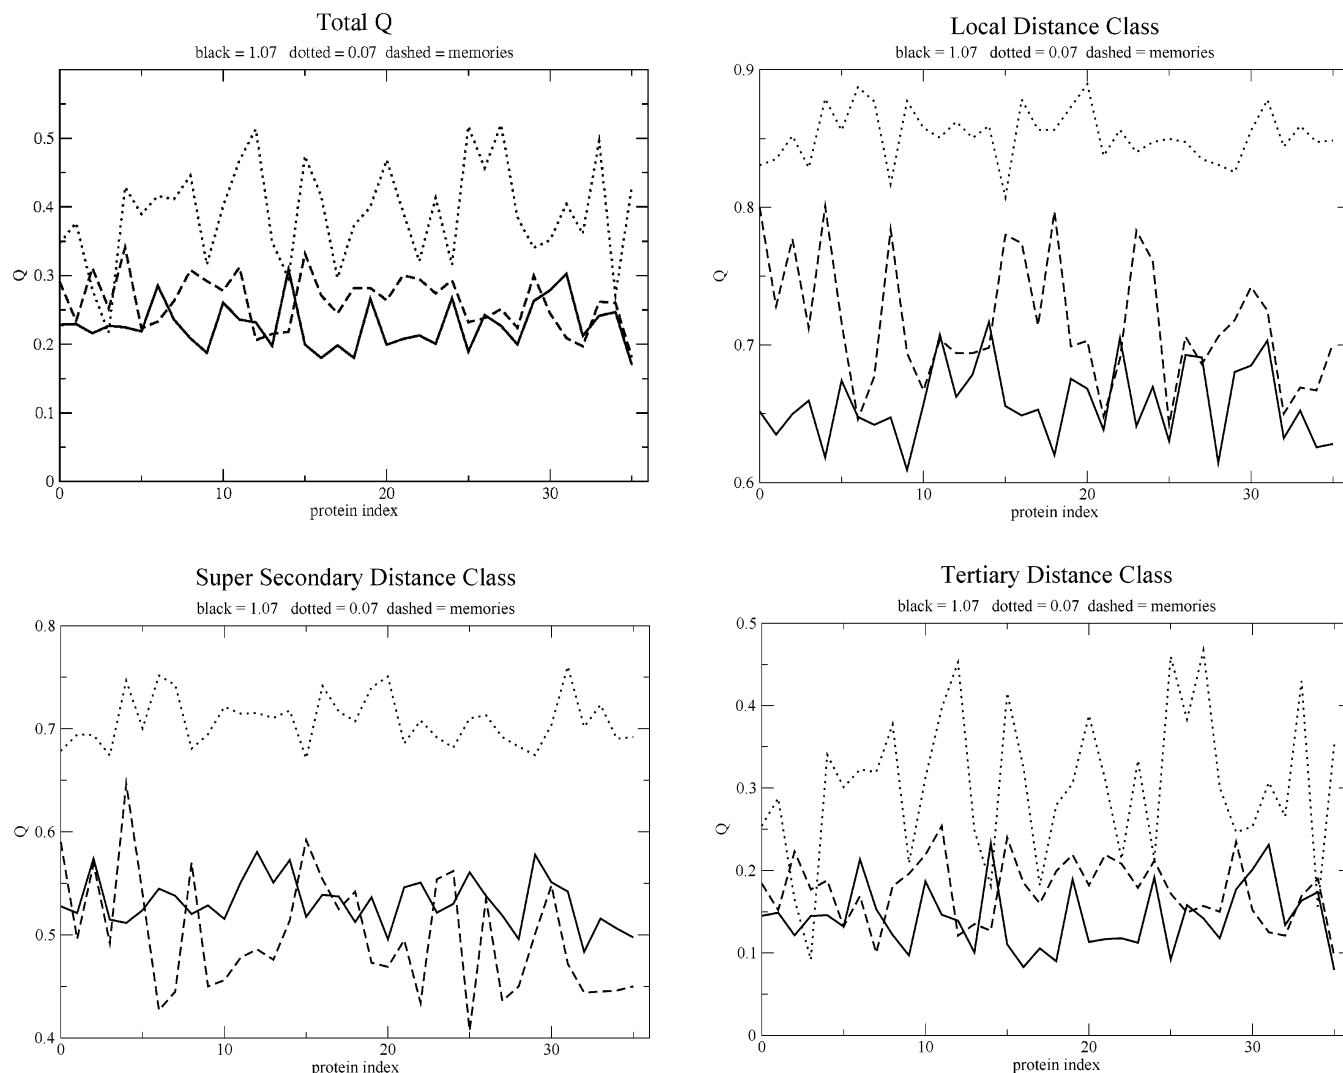 Total Q
black = 1.07 dotted = 0.07 dashed = memories
0.5
0.4
0.3
0.2
0.1
0
Q
0 10 20 30
protein index
Local Distance Class
black = 1.07 dotted = 0.07 dashed = memories
0.9
0.8
0.7
0.6
Q
0 10 20 30
protein index
Super Secondary Distance Class
black = 1.07 dotted = 0.07 dashed = memories
0.8
0.7
0.6
0.5
0.4
Q
0 10 20 30
protein index
Tertiary Distance Class
black = 1.07 dotted = 0.07 dashed = memories
0.5
0.4
0.3
0.2
0.1
0
Q
0 10 20 30
protein index